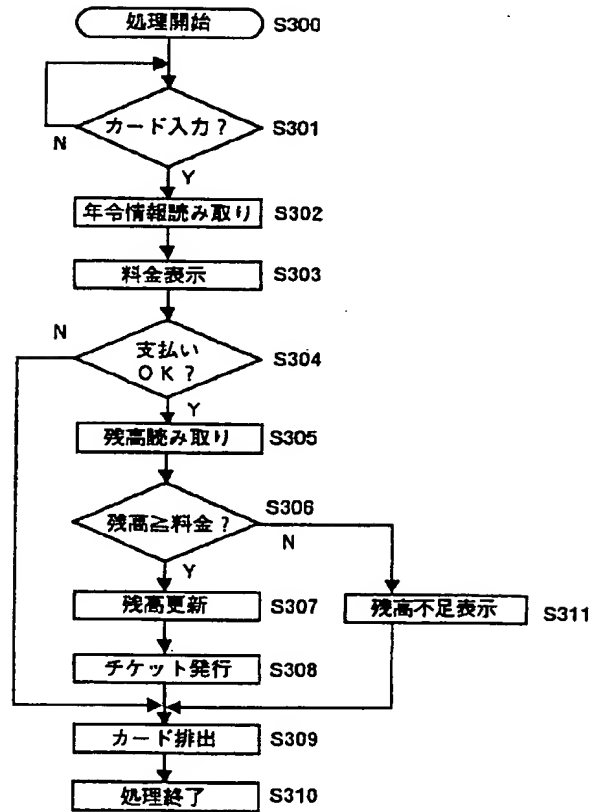 処理開始 S300
カード入力? S301
N
Y
年令情報読み取り S302
料金表示 S303
N
支払い
OK? S304
Y
残高読み取り S305
S306
残高≧料金?
N
Y
残高更新 S307
残高不足表示 S311
チケット発行 S308
カード排出 S309
処理終了 S310